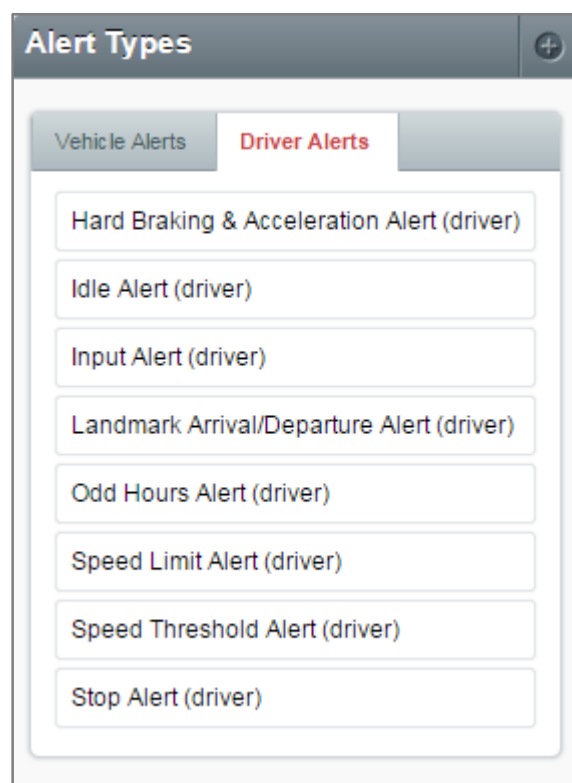 Alert Types
Vehicle Alerts
Driver Alerts
Hard Braking & Acceleration Alert (driver)
Idle Alert (driver)
Input Alert (driver)
Landmark Arrival/Departure Alert (driver)
Odd Hours Alert (driver)
Speed Limit Alert (driver)
Speed Threshold Alert (driver)
Stop Alert (driver)